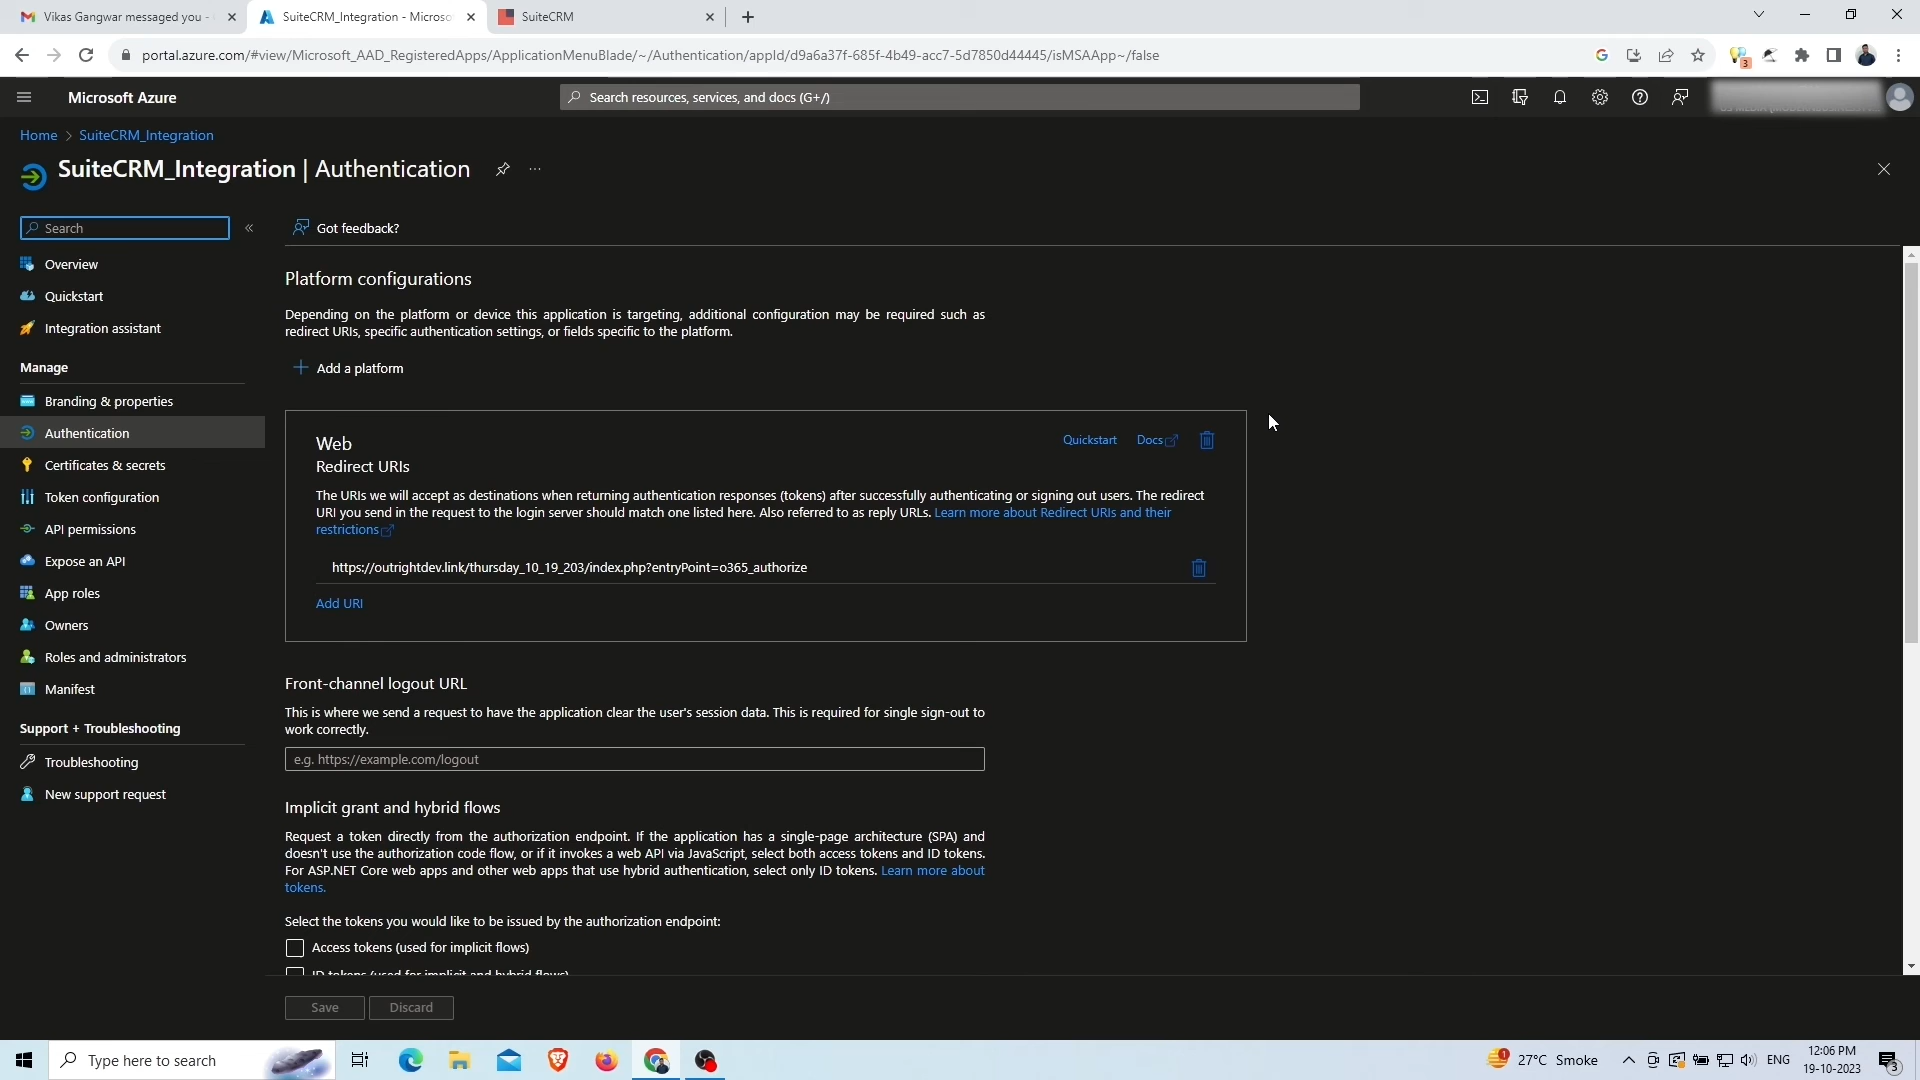 Vikas Gangwar messaged you -
SuiteCRM_Integration - Microso
SuiteCRM
portal.azure.com/#view/Microsoft_AAD_RegisteredApps/ApplicationMenuBlade/~/Authentication/appId/d9a6a37f-685f-4b49-acc7-5d7850d44445/isMSAApp~/false
3
Microsoft Azure
Search resources, services, and docs (G+/)
Home > SuiteCRM_Integration
SuiteCRM_Integration | Authentication
Search
Got feedback?
Overview
Quickstart
Integration assistant
Manage
Branding & properties
Authentication
Certificates & secrets
Token configuration
API permissions
Expose an API
App roles
Owners
Roles and administrators
Manifest
Support + Troubleshooting
Troubleshooting
New support request
Platform configurations
Depending on the platform or device this application is targeting, additional configuration may be required such as
redirect URIs, specific authentication settings, or fields specific to the platform.
Add a platform
Web
Quickstart
Docs
Redirect URIs
The URIs we will accept as destinations when returning authentication responses (tokens) after successfully authenticating or signing out users. The redirect
URI you send in the request to the login server should match one listed here. Also referred to as reply URLs. Learn more about Redirect URIs and their
restrictions
https://outrightdev.link/thursday_10_19_203/index.php?entryPoint=o365_authorize
Add URI
Front-channel logout URL
This is where we send a request to have the application clear the user's session data. This is required for single sign-out to
work correctly.
e.g. https://example.com/logout
Implicit grant and hybrid flows
Request a token directly from the authorization endpoint. If the application has a single-page architecture (SPA) and
doesn't use the authorization code flow, or if it invokes a web API via JavaScript, select both access tokens and ID tokens.
For ASP.NET Core web apps and other web apps that use hybrid authentication, select only ID tokens. Learn more about
tokens.
Select the tokens you would like to be issued by the authorization endpoint:
Access tokens (used for implicit flows)
ID tokens (used for implicit and hybrid flows)
Save
Discard
Type here to search
1
27°C Smoke
ENG
12:06 PM
19-10-2023
3